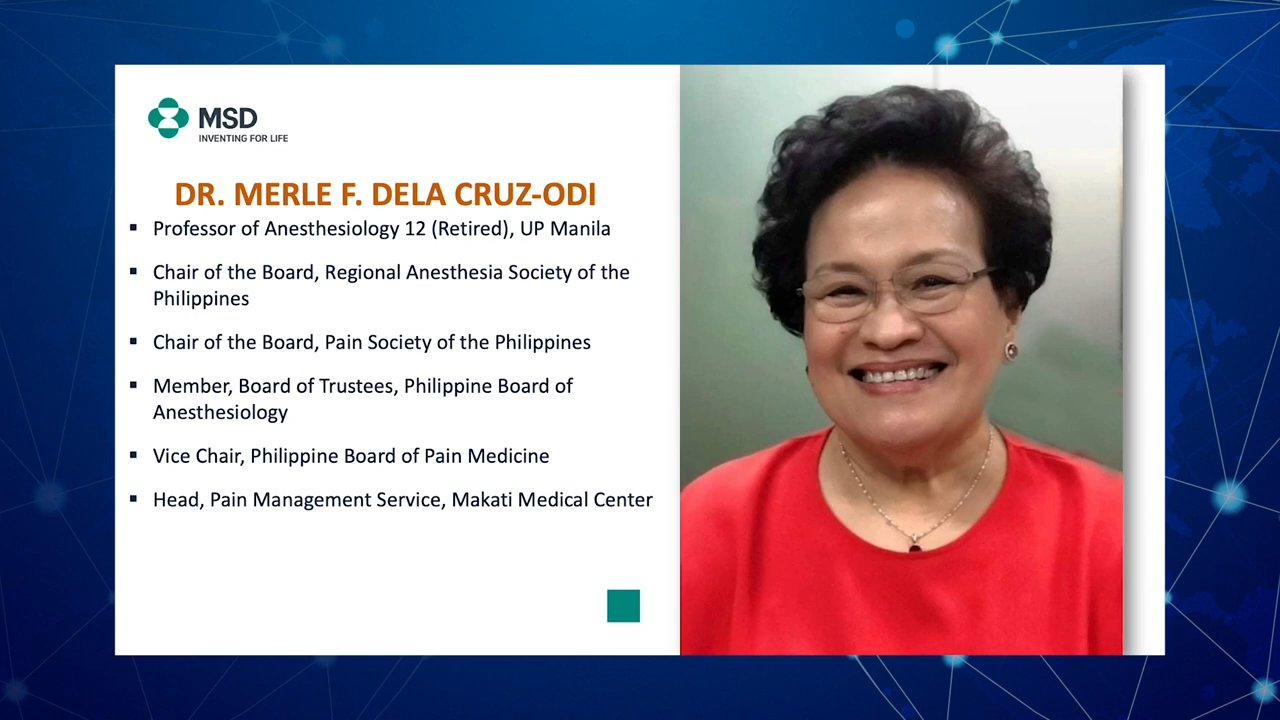 MSD
INVENTING FOR LIFE
DR. MERLE F. DELA CRUZ-ODI
▪ Professor of Anesthesiology 12 (Retired), UP Manila
▪ Chair of the Board, Regional Anesthesia Society of the
Philippines
▪ Chair of the Board, Pain Society of the Philippines
▪ Member, Board of Trustees, Philippine Board of
Anesthesiology
▪ Vice Chair, Philippine Board of Pain Medicine
▪ Head, Pain Management Service, Makati Medical Center